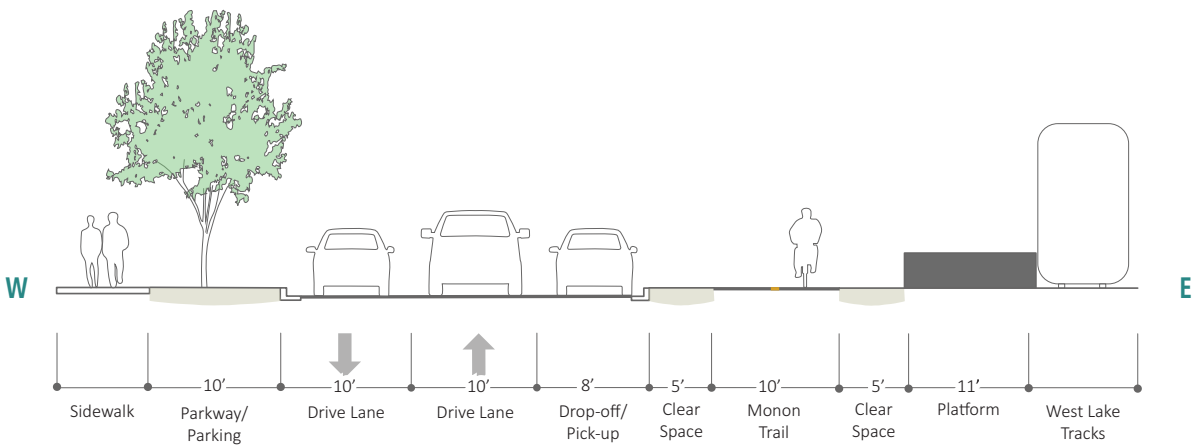 W
E
10’ 10’ 10’ 8’ 5’ 10’ 5’ 11’
Sidewalk
Parkway/
Parking
Drive Lane
Drive Lane
Drop-off/
Pick-up
Clear
Space
Monon
Trail
Clear
Space
Platform
West Lake
Tracks